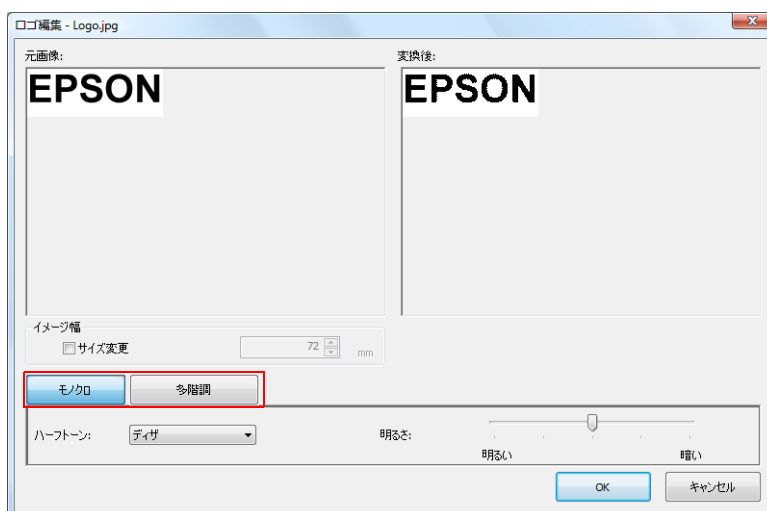 ロゴ編集 - Logo.jpg
元画像:
変換後:
EPSON
EPSON
イメージ幅
サイズ変更
72
mm
モノクロ
多階調
ハーフトーン:
ディザ
明るさ:
明るい
暗い
OK
キャンセル